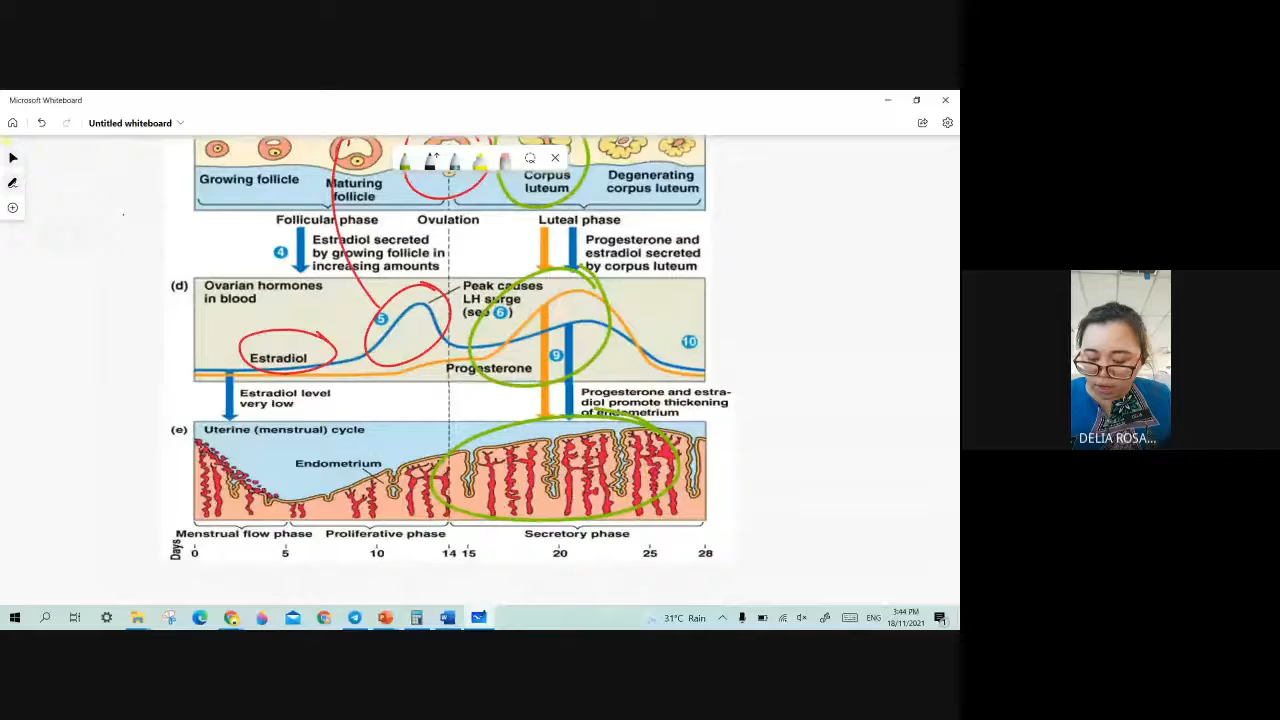 Microsoft Whiteboard
Untitled whiteboard
Growing follicle
Maturing
follicle
Corpus
luteum
Degenerating
corpus luteum
Follicular phase
Ovulation
Luteal phase
4
Estradiol secreted
by growing follicle in
increasing amounts
Progesterone and
estradiol secreted
by corpus luteum
(d)
Ovarian hormones
in blood
Peak causes
LH surge
(see 6)
5
10
Estradiol
9
Progesterone
Estradiol level
very low
Progesterone and estra-
diol promote thickening
of endometrium
(e)
Uterine (menstrual) cycle
Endometrium
Menstrual flow phase
Proliferative phase
Secretory phase
Days
0 5 10 14 15 20 25 28
DELIA ROSA...
31°C Rain
ENG
3:44 PM
18/11/2021